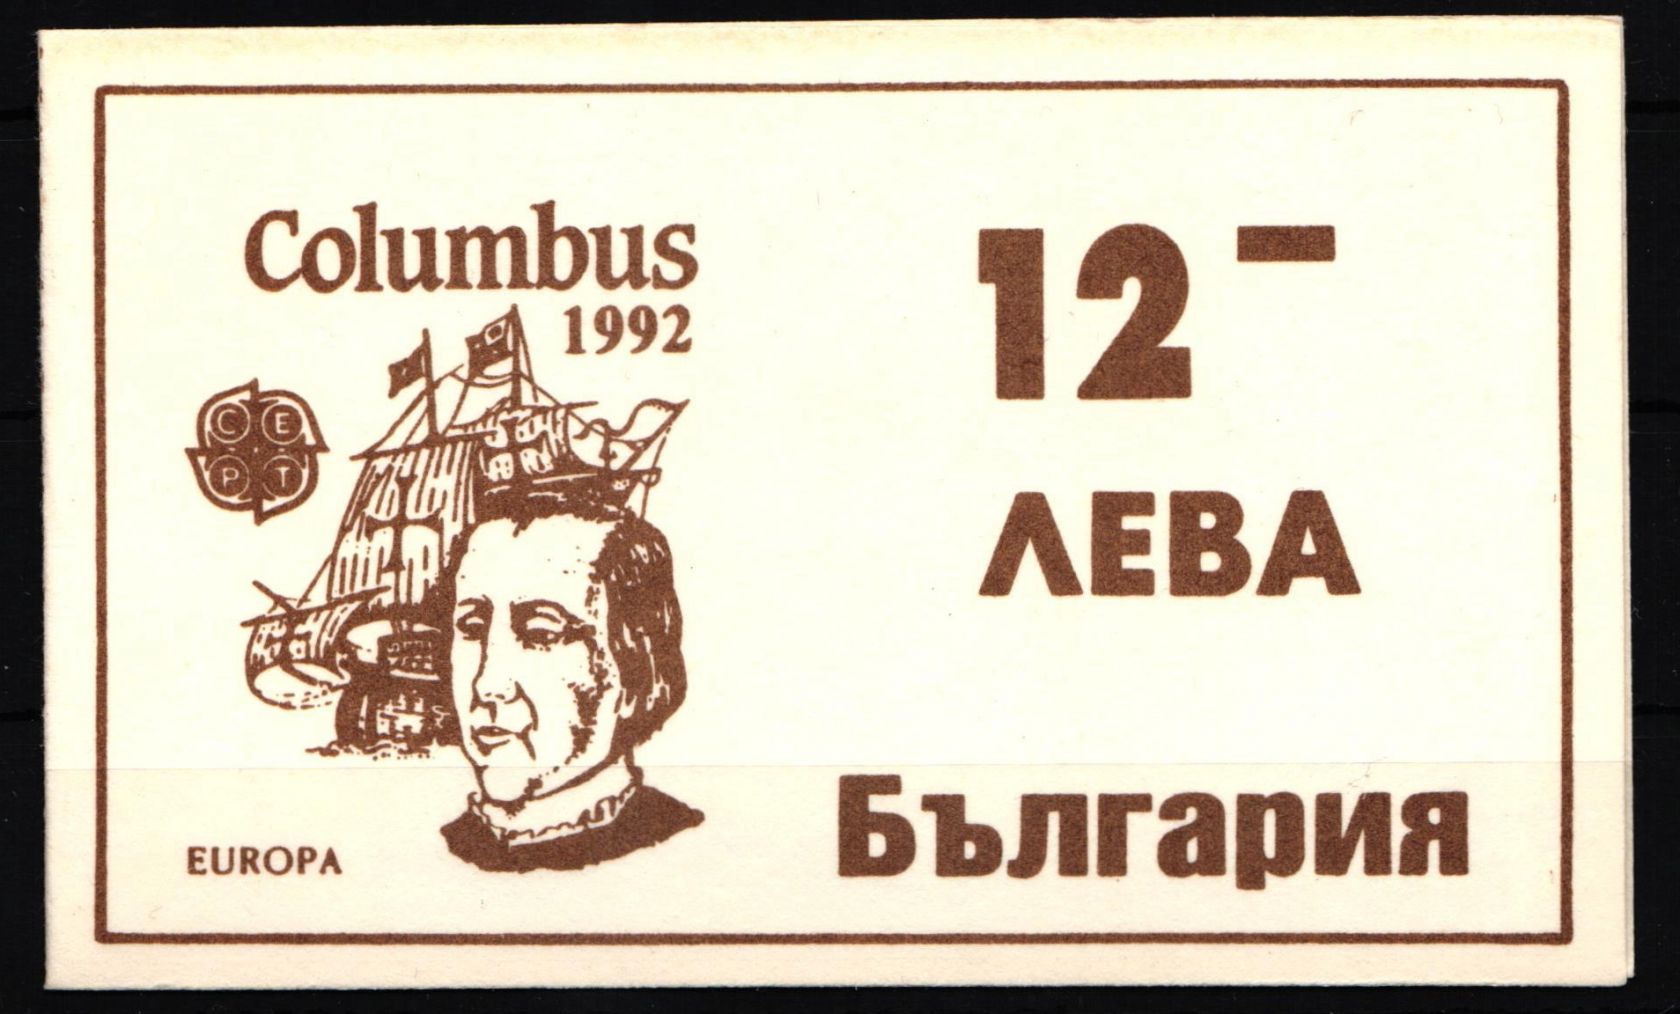 Columbus
1992
C E
P T
EUROPA
12 –
ЛЕВА
България